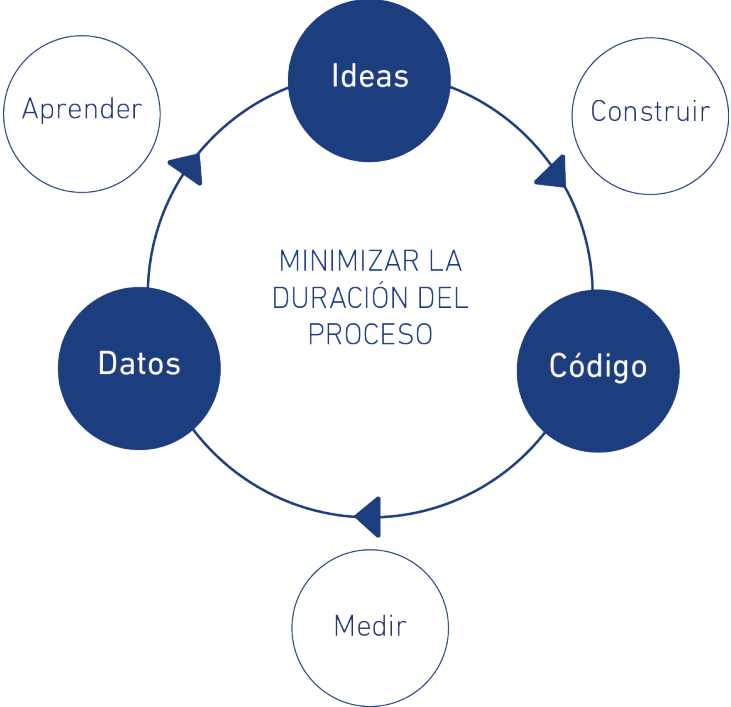 Ideas
Aprender
Construir
MINIMIZAR LA
DURACIÓN DEL
PROCESO
Datos
Código
Medir